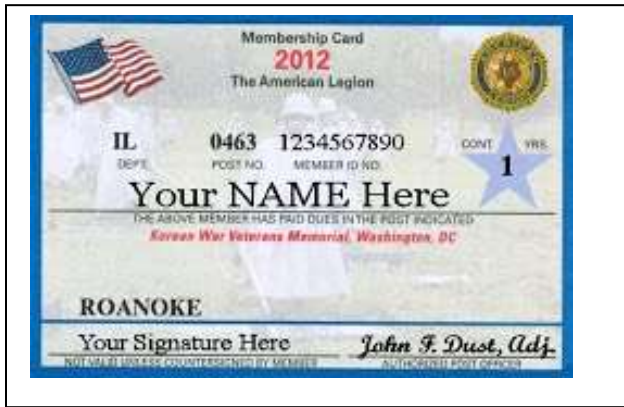 Membership Card
2012
The American Legion
IL 0463 1234567890 CONT YRS.
1
DEPT. POST NO. MEMBER ID NO.
Your NAME Here
THE ABOVE MEMBER HAS PAID DUES IN THE POST INDICATED
Korean War Veterans Memorial, Washington, DC
ROANOKE
Your Signature Here John F. Dust, Adj.
NOT VALID UNLESS COUNTERSIGNED BY MEMBER AUTHORIZED POST OFFICER